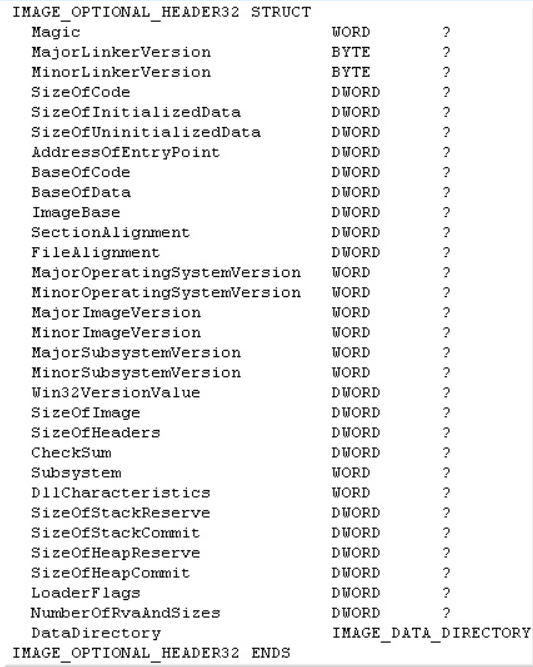 IMAGE_OPTIONAL_HEADER32 STRUCT
Magic WORD ?
MajorLinkerVersion BYTE ?
MinorLinkerVersion BYTE ?
SizeOfCode DWORD ?
SizeOfInitializedData DWORD ?
SizeOfUninitializedData DWORD ?
AddressOfEntryPoint DWORD ?
BaseOfCode DWORD ?
BaseOfData DWORD ?
ImageBase DWORD ?
SectionAlignment DWORD ?
FileAlignment DWORD ?
MajorOperatingSystemVersion WORD ?
MinorOperatingSystemVersion WORD ?
MajorImageVersion WORD ?
MinorImageVersion WORD ?
MajorSubsystemVersion WORD ?
MinorSubsystemVersion WORD ?
Win32VersionValue DWORD ?
SizeOfImage DWORD ?
SizeOfHeaders DWORD ?
CheckSum DWORD ?
Subsystem WORD ?
DllCharacteristics WORD ?
SizeOfStackReserve DWORD ?
SizeOfStackCommit DWORD ?
SizeOfHeapReserve DWORD ?
SizeOfHeapCommit DWORD ?
LoaderFlags DWORD ?
NumberOfRvaAndSizes DWORD ?
DataDirectory IMAGE_DATA_DIRECTORY
IMAGE_OPTIONAL_HEADER32 ENDS